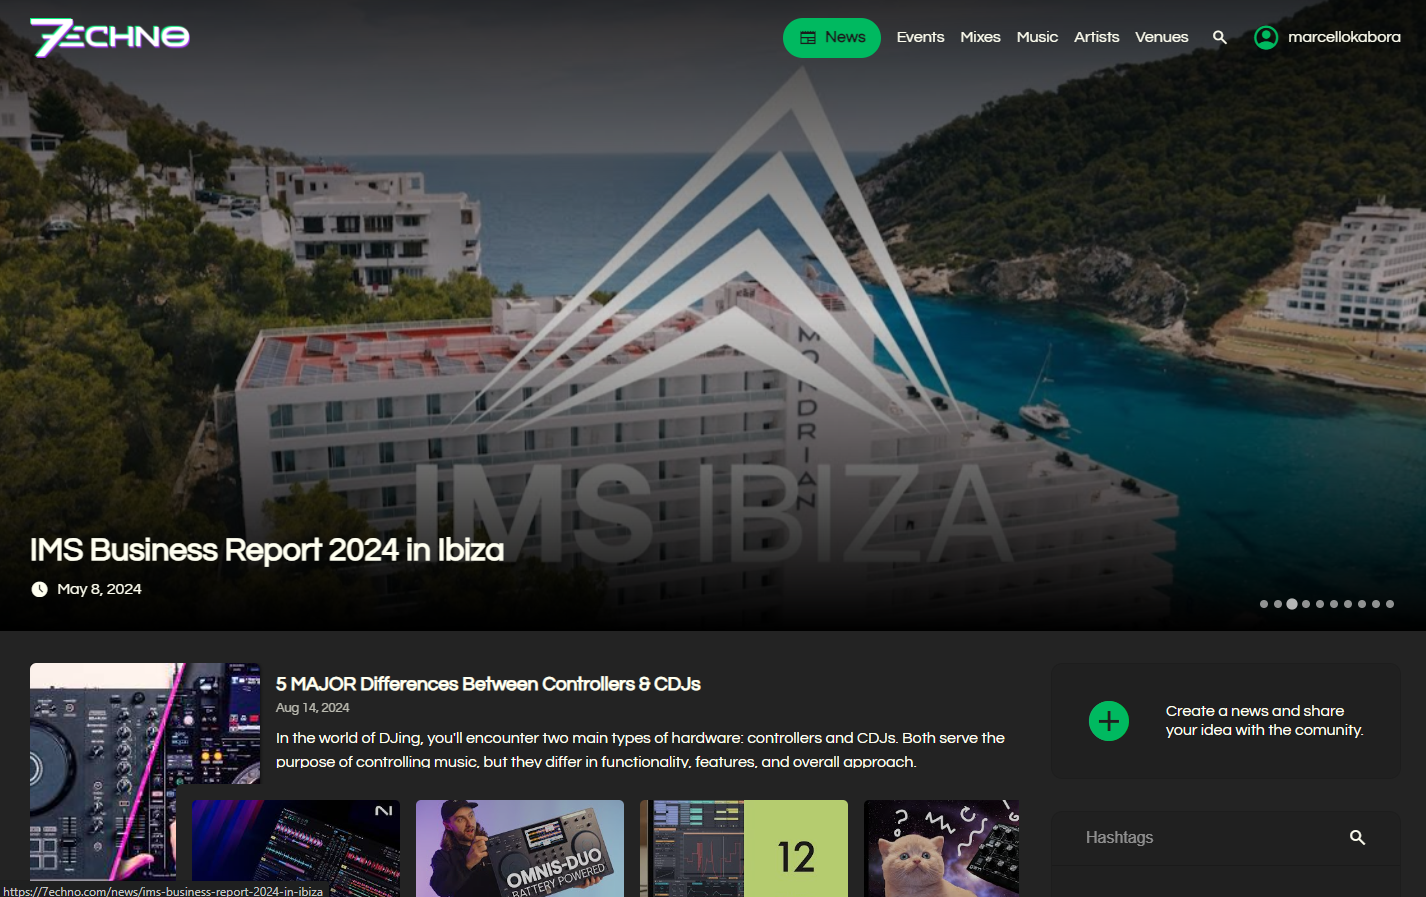 7ECHNO
News
Events
Mixes
Music
Artists
Venues
marcellokabora
MONDRIAN
IMS IBIZA
IMS Business Report 2024 in Ibiza
May 8, 2024
5 MAJOR Differences Between Controllers & CDJs
Aug 14, 2024
In the world of DJing, you'll encounter two main types of hardware: controllers and CDJs. Both serve the
purpose of controlling music, but they differ in functionality, features, and overall approach.
Create a news and share
your idea with the comunity.
OMNIS-DUO
BATTERY POWERED
12
Hashtags
https://7echno.com/news/ims-business-report-2024-in-ibiza